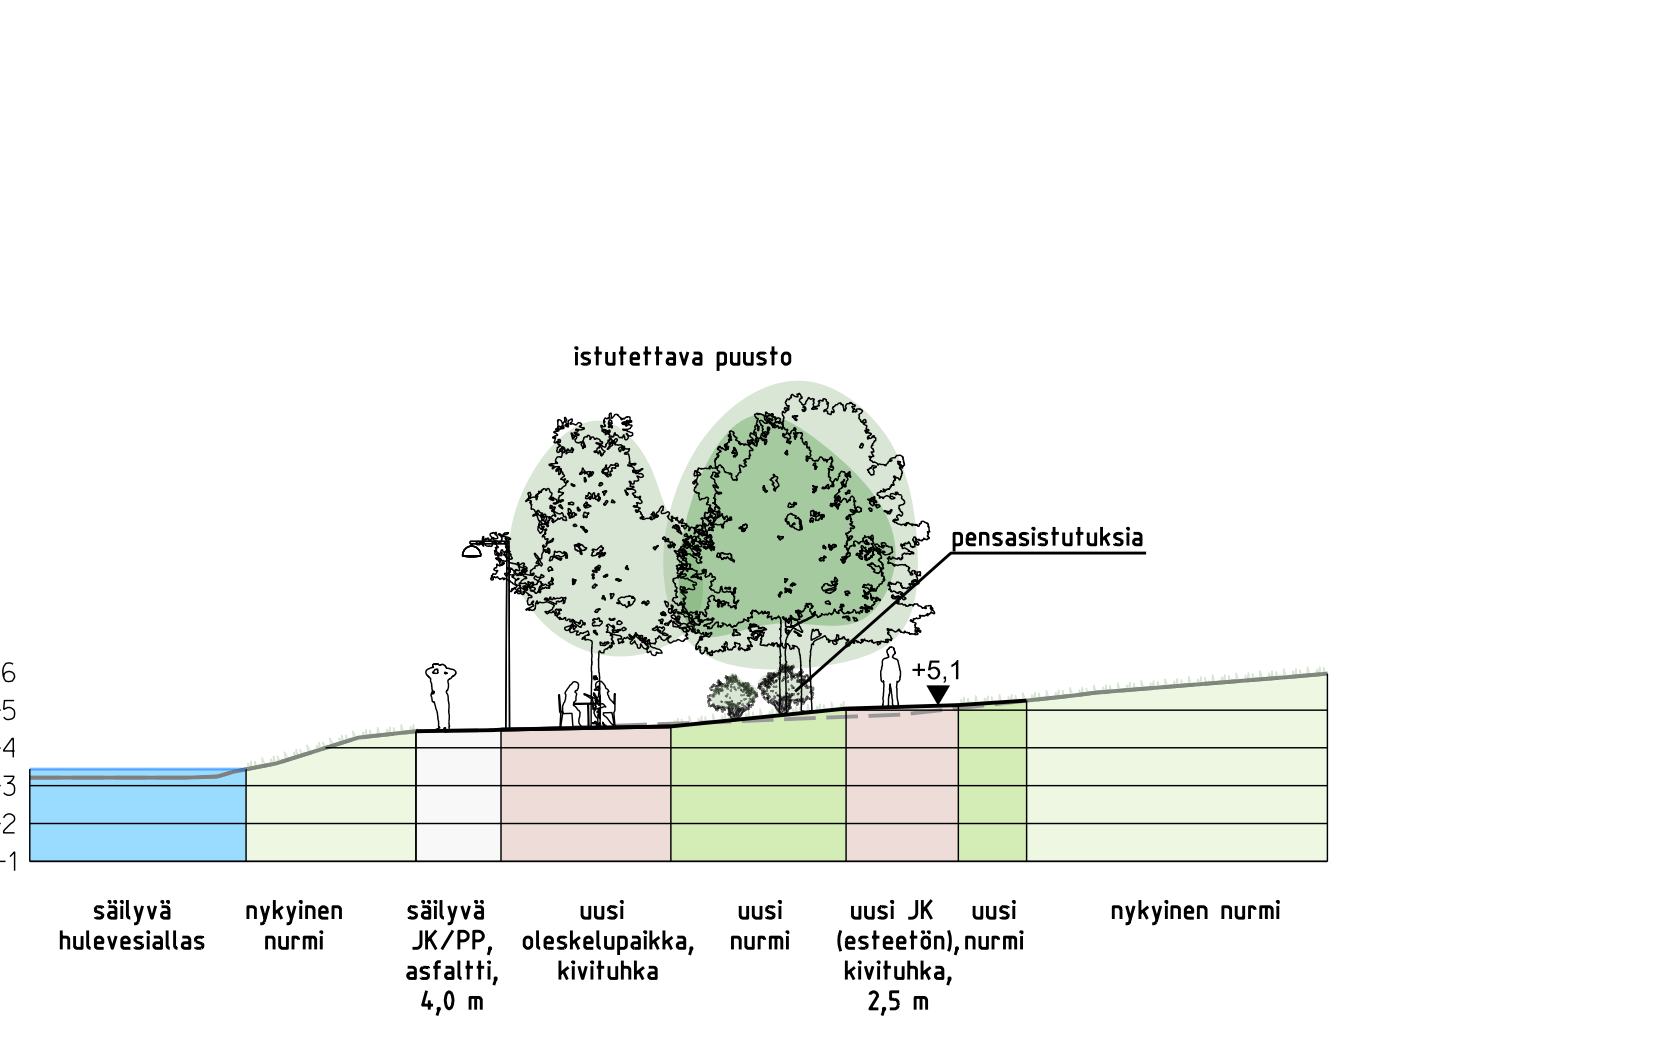 istutettava puusto
pensasistutuksia
+5,1
6
5
4
3
2
1
säilyvä
hulevesiallas
nykyinen
nurmi
säilyvä
JK/PP,
asfaltti,
4,0 m
uusi
oleskelupaikka,
kivituhka
uusi
nurmi
uusi JK
(esteetön),
kivituhka,
2,5 m
uusi
nurmi
nykyinen nurmi